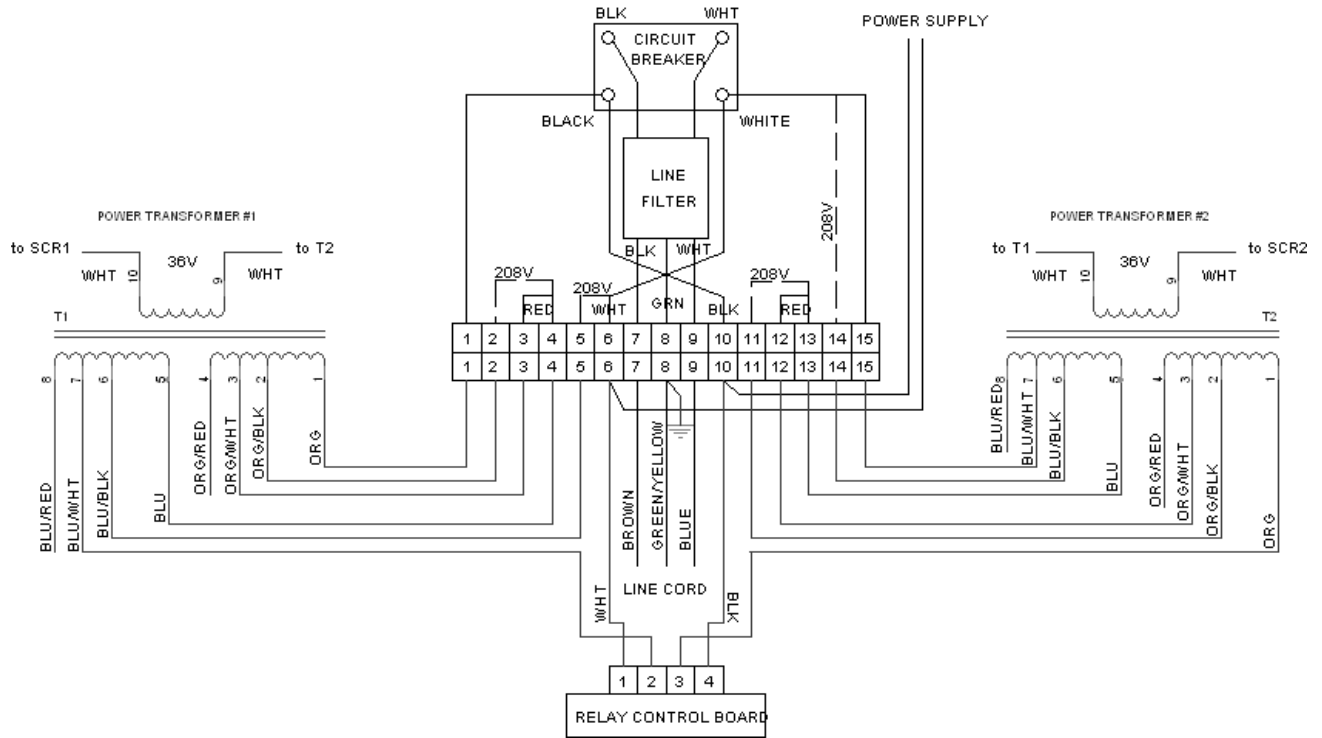 BLK WHT
POWER SUPPLY
CIRCUIT
BREAKER
BLACK WHITE
LINE
FILTER
208V
POWER TRANSFORMER #1
to SCR1 to T2
WHT 10 36V 9 WHT
T1
POWER TRANSFORMER #2
to T1 to SCR2
WHT 10 36V 9 WHT
T2
BLK WHT
208V 208V 208V
RED WHT GRN BLK RED
1 2 3 4 5 6 7 8 9 10 11 12 13 14 15
1 2 3 4 5 6 7 8 9 10 11 12 13 14 15
8 7 6 5 4 3 2 1
8 7 6 5 4 3 2 1
BLU/RED
BLU/WHT
BLU/BLK
BLU
ORG/RED
ORG/WHT
ORG/BLK
ORG
BROWN
GREEN/YELLOW
BLUE
BLU/RED
BLU/WHT
BLU/BLK
BLU
ORG/RED
ORG/WHT
ORG/BLK
ORG
LINE CORD
WHT
BLK
1 2 3 4
RELAY CONTROL BOARD